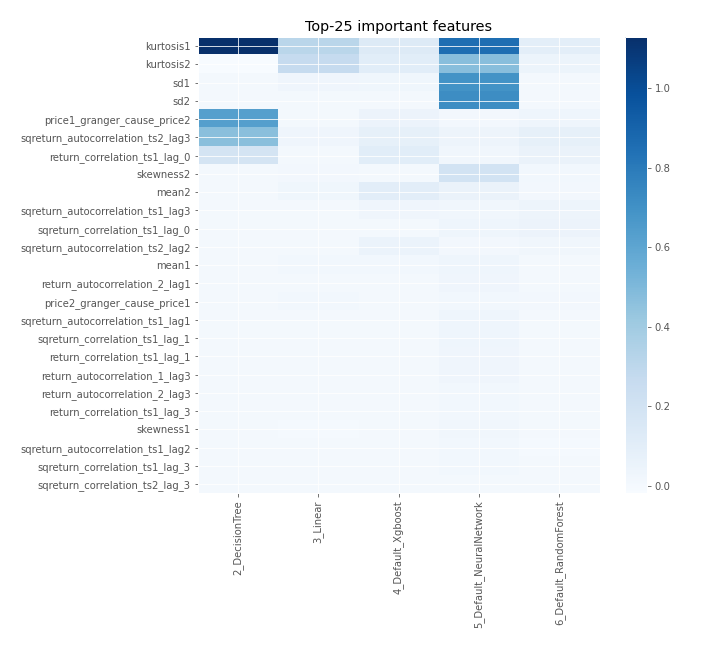 Top-25 important features
kurtosis1
kurtosis2
sd1
sd2
price1_granger_cause_price2
sqreturn_autocorrelation_ts2_lag3
return_correlation_ts1_lag_0
skewness2
mean2
sqreturn_autocorrelation_ts1_lag3
sqreturn_correlation_ts1_lag_0
sqreturn_autocorrelation_ts2_lag2
mean1
return_autocorrelation_2_lag1
price2_granger_cause_price1
sqreturn_autocorrelation_ts1_lag1
sqreturn_correlation_ts1_lag_1
return_correlation_ts1_lag_1
return_autocorrelation_1_lag3
return_autocorrelation_2_lag3
return_correlation_ts1_lag_3
skewness1
sqreturn_autocorrelation_ts1_lag2
sqreturn_correlation_ts1_lag_3
sqreturn_correlation_ts2_lag_3
2_DecisionTree
3_Linear
4_Default_Xgboost
5_Default_NeuralNetwork
6_Default_RandomForest
1.0
0.8
0.6
0.4
0.2
0.0